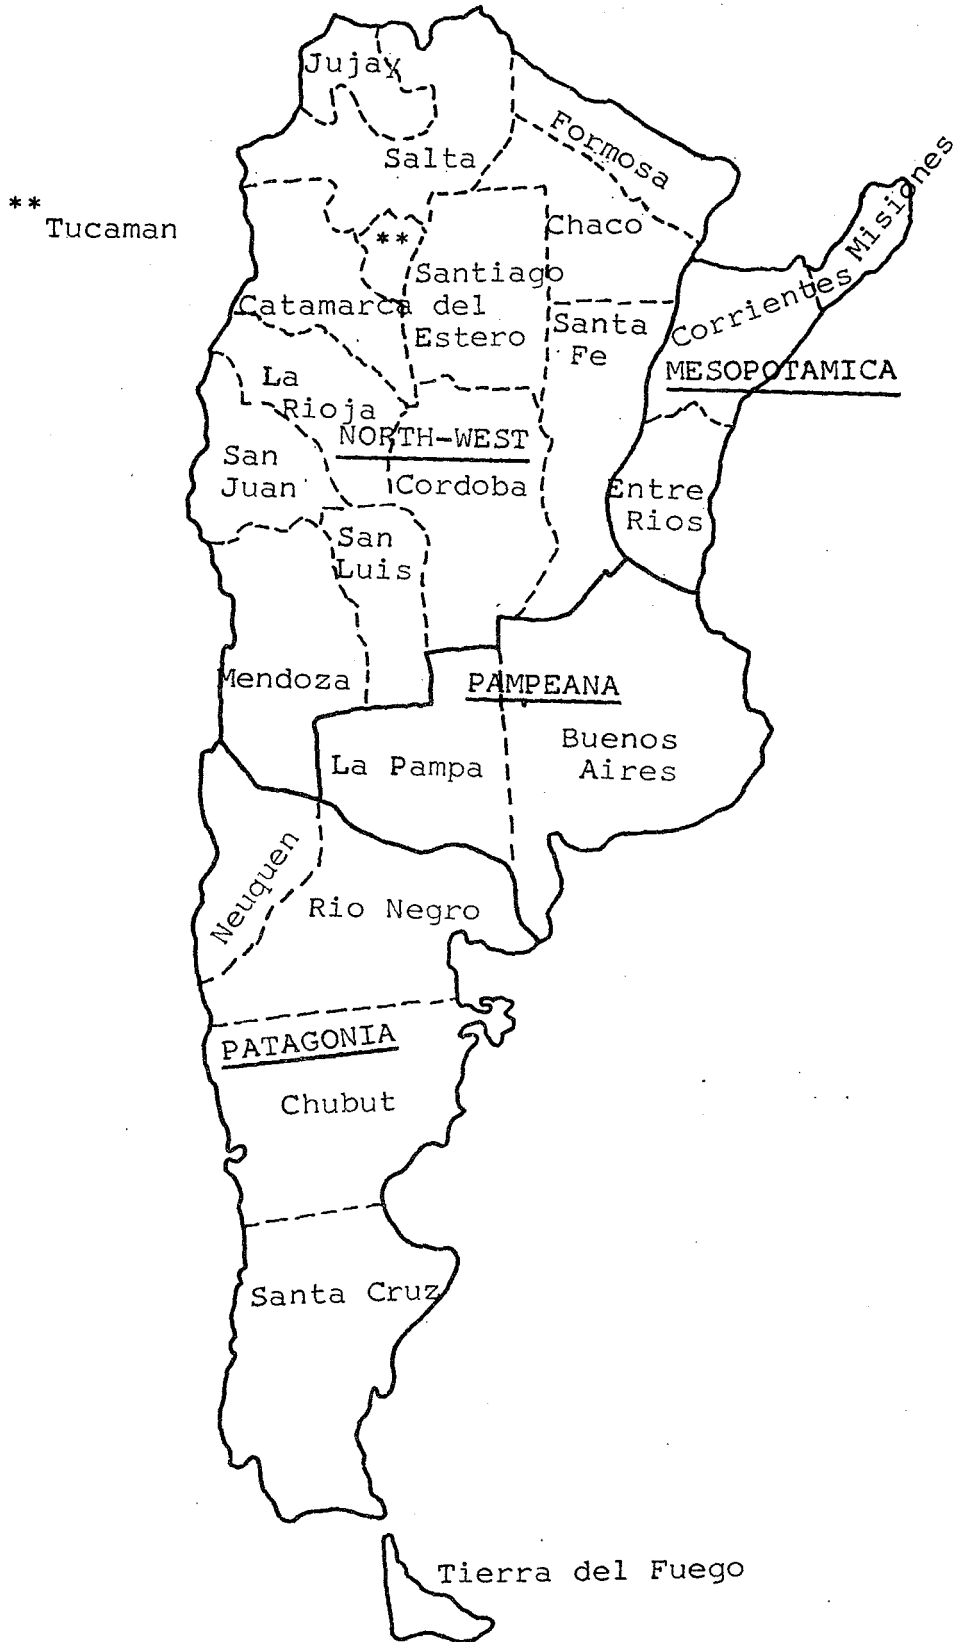 Jujay
Salta
Formosa
Misiones
**
Tucaman
Chaco
**
Santiago
del
Estero
Catamarca
Santa
Fe
Corrientes
MESOPOTAMICA
La
Rioja
NORTH-WEST
San
Juan
Cordoba
Entre
Rios
San
Luis
Mendoza
PAMPEANA
Buenos
Aires
La Pampa
Neuquen
Rio Negro
PATAGONIA
Chubut
Santa Cruz
Tierra del Fuego